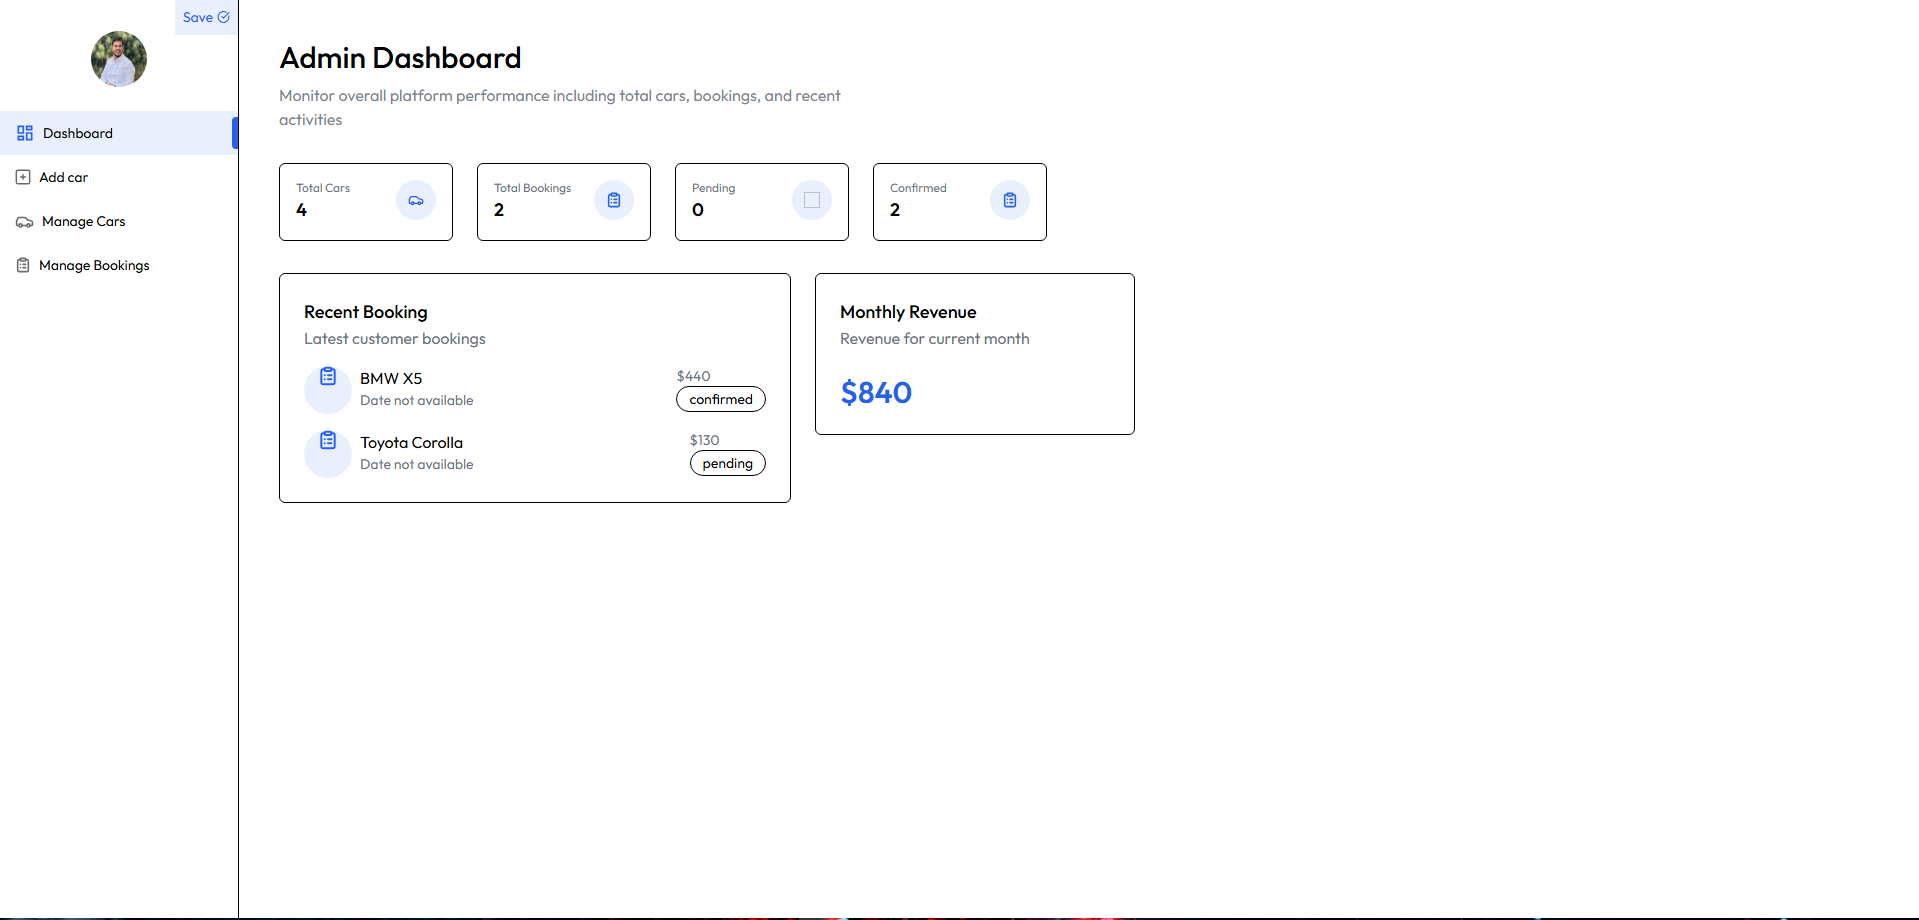 Save
Dashboard
Add car
Manage Cars
Manage Bookings
Admin Dashboard
Monitor overall platform performance including total cars, bookings, and recent
activities
Total Cars
4
Total Bookings
2
Pending
0
Confirmed
2
Recent Booking
Latest customer bookings
BMW X5
Date not available
$440
confirmed
Toyota Corolla
Date not available
$130
pending
Monthly Revenue
Revenue for current month
$840